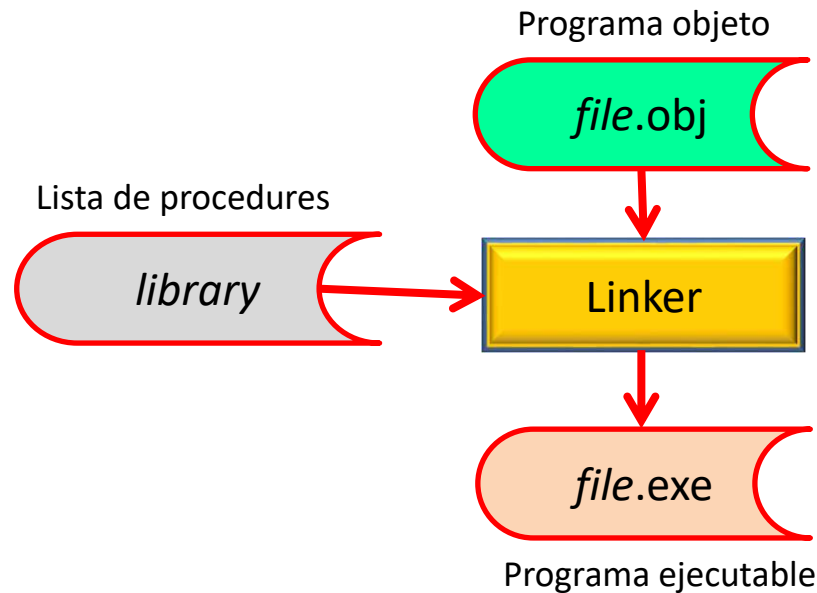 Programa objeto
file.obj
Lista de procedures
library
Linker
file.exe
Programa ejecutable